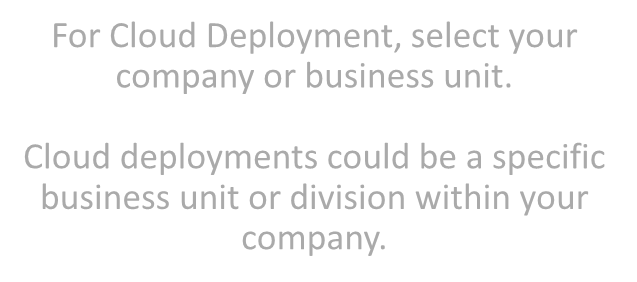 For Cloud Deployment, select your
company or business unit.
Cloud deployments could be a specific
business unit or division within your
company.